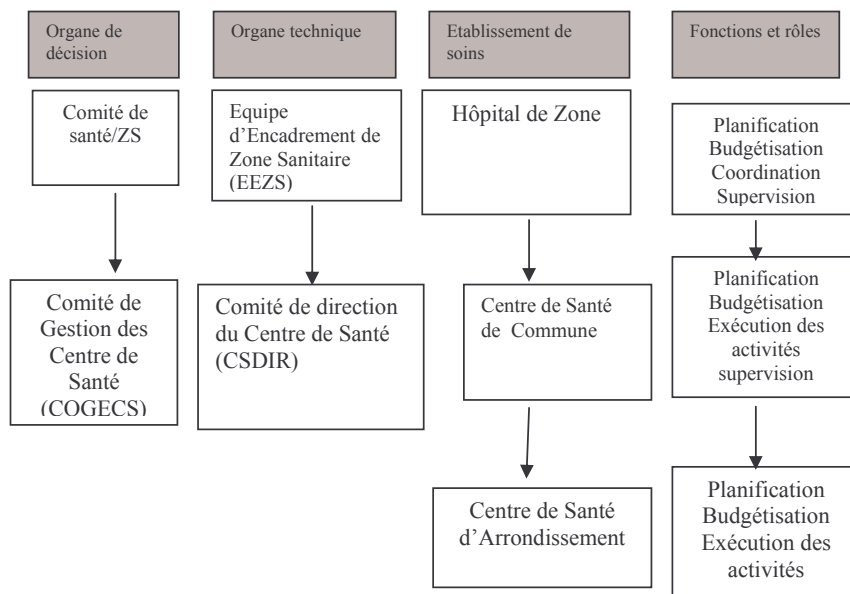 Organe de
décision
Organe technique
Etablissement de
soins
Fonctions et rôles
Comité de
santé/ZS
Equipe
d’Encadrement de
Zone Sanitaire
(EEZS)
Hôpital de Zone
Planification
Budgétisation
Coordination
Supervision
Comité de
Gestion des
Centre de
Santé
(COGECS)
Comité de direction
du Centre de Santé
(CSDIR)
Centre de Santé
de Commune
Planification
Budgétisation
Exécution des
activités
supervision
Centre de Santé
d’Arrondissement
Planification
Budgétisation
Exécution des
activités